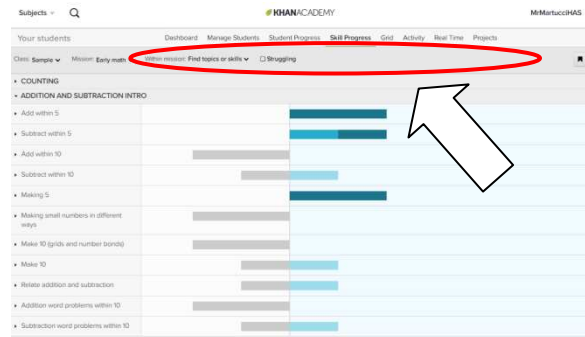 Subjects
KHANACADEMY
MrMartucciHAS
Your students
Dashboard Manage Students Student Progress Skill Progress Grid Activity Real Time Projects
Class: Sample Mission: Early math Within mission: Find topics or skills Struggling
COUNTING
ADDITION AND SUBTRACTION INTRO
Add within 5
Subtract within 5
Add within 10
Subtract within 10
Making 5
Making small numbers in different
ways
Make 10 (grids and number bonds)
Make 10
Relate addition and subtraction
Addition word problems within 10
Subtraction word problems within 10